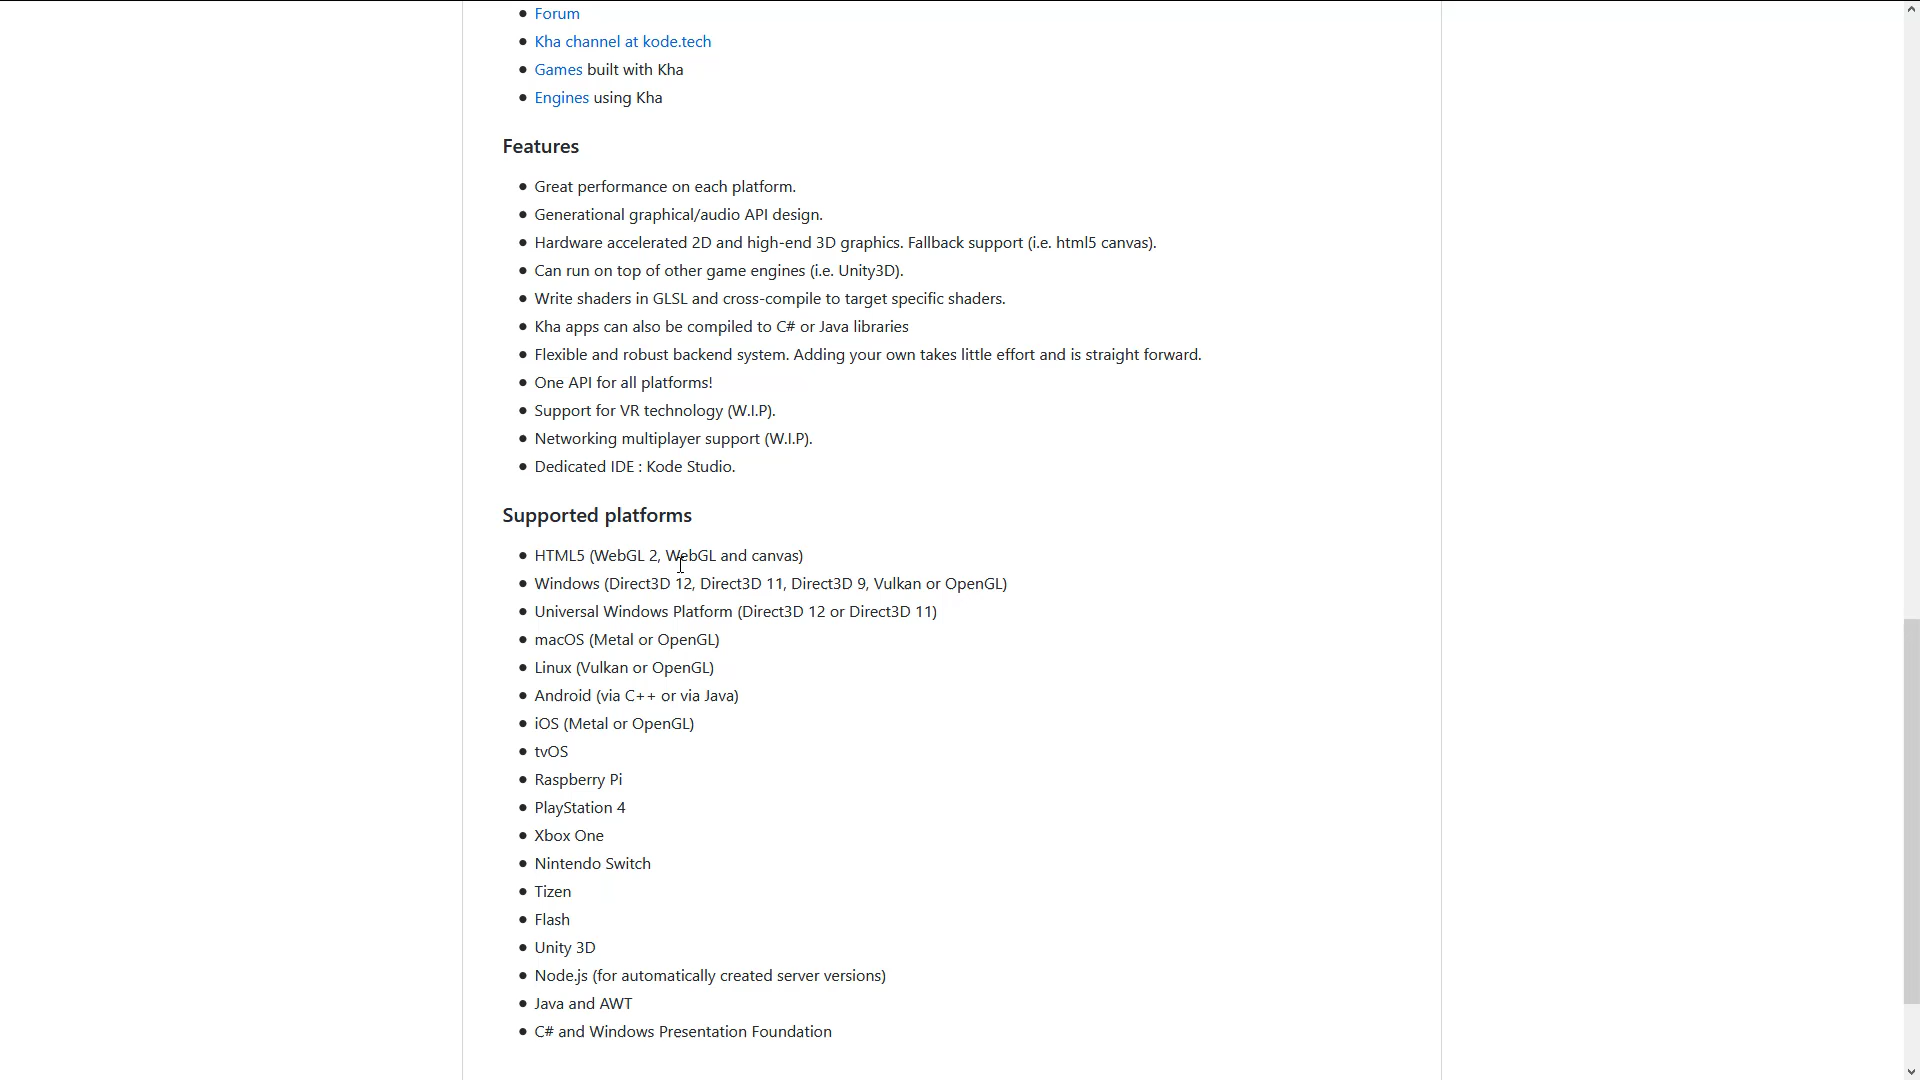 Forum
Kha channel at kode.tech
Games built with Kha
Engines using Kha
Features
Great performance on each platform.
Generational graphical/audio API design.
Hardware accelerated 2D and high-end 3D graphics. Fallback support (i.e. html5 canvas).
Can run on top of other game engines (i.e. Unity3D).
Write shaders in GLSL and cross-compile to target specific shaders.
Kha apps can also be compiled to C# or Java libraries
Flexible and robust backend system. Adding your own takes little effort and is straight forward.
One API for all platforms!
Support for VR technology (W.I.P).
Networking multiplayer support (W.I.P).
Dedicated IDE : Kode Studio.
Supported platforms
HTML5 (WebGL 2, WebGL and canvas)
Windows (Direct3D 12, Direct3D 11, Direct3D 9, Vulkan or OpenGL)
Universal Windows Platform (Direct3D 12 or Direct3D 11)
macOS (Metal or OpenGL)
Linux (Vulkan or OpenGL)
Android (via C++ or via Java)
iOS (Metal or OpenGL)
tvOS
Raspberry Pi
PlayStation 4
Xbox One
Nintendo Switch
Tizen
Flash
Unity 3D
Node.js (for automatically created server versions)
Java and AWT
C# and Windows Presentation Foundation